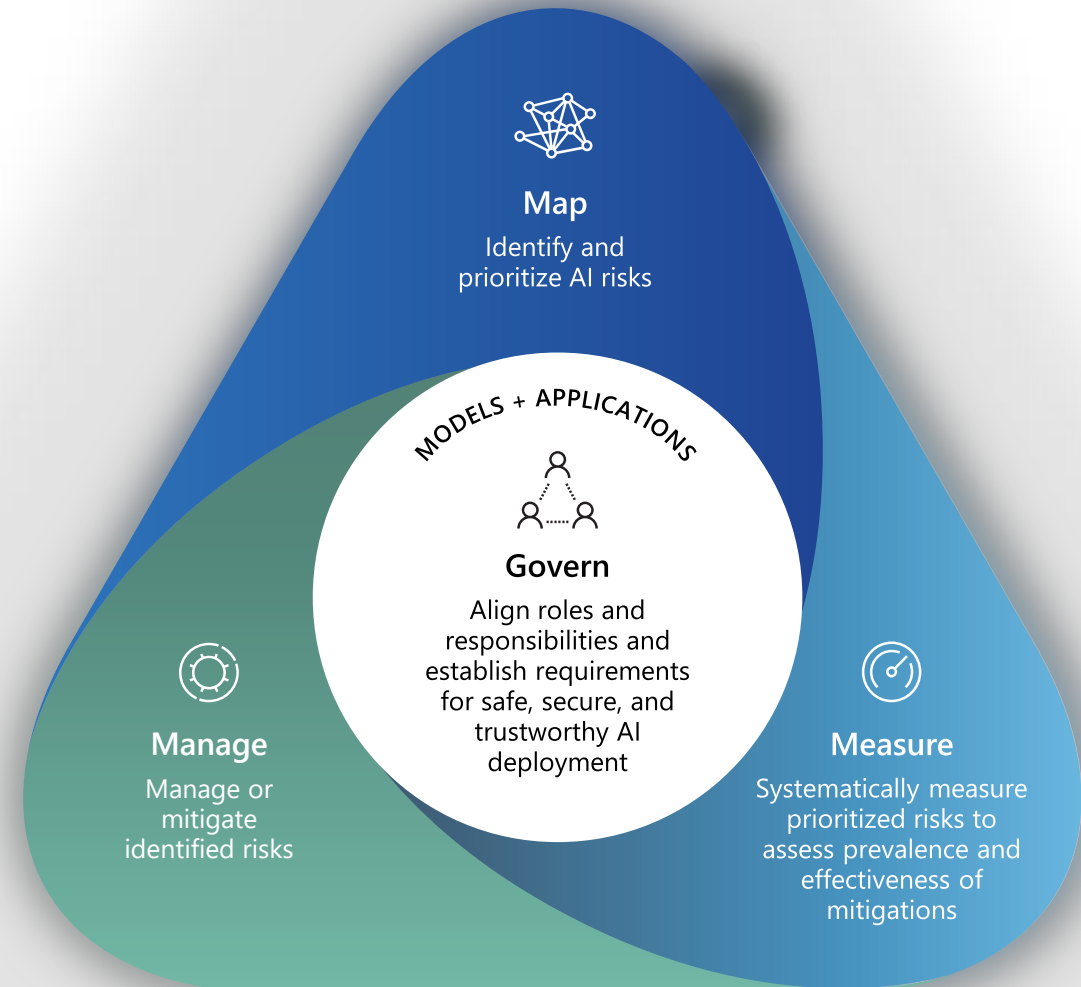 Map
Identify and
prioritize AI risks
MODELS + APPLICATIONS
Govern
Align roles and
responsibilities and
establish requirements
for safe, secure, and
trustworthy AI
deployment
Manage
Manage or
mitigate
identified risks
Measure
Systematically measure
prioritized risks to
assess prevalence and
effectiveness of
mitigations